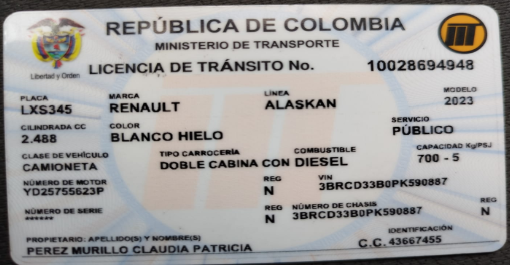 REPÚBLICA DE COLOMBIA
MINISTERIO DE TRANSPORTE
Libertad y Orden
LICENCIA DE TRÁNSITO No. 10028694948
PLACA MARCA LÍNEA MODELO
LXS345 RENAULT ALASKAN 2023
CILINDRADA CC COLOR SERVICIO
2.488 BLANCO HIELO PÚBLICO
CLASE DE VEHÍCULO TIPO CARROCERÍA COMBUSTIBLE CAPACIDAD Kg/PSJ
CAMIONETA DOBLE CABINA CON DIESEL 700 - 5
NÚMERO DE MOTOR REG VIN
YD25755623P N 3BRCD33B0PK590887
NÚMERO DE SERIE REG NÚMERO DE CHASIS REG
****** N 3BRCD33B0PK590887 N
PROPIETARIO: APELLIDO(S) Y NOMBRE(S) IDENTIFICACIÓN
PEREZ MURILLO CLAUDIA PATRICIA C.C. 43667455